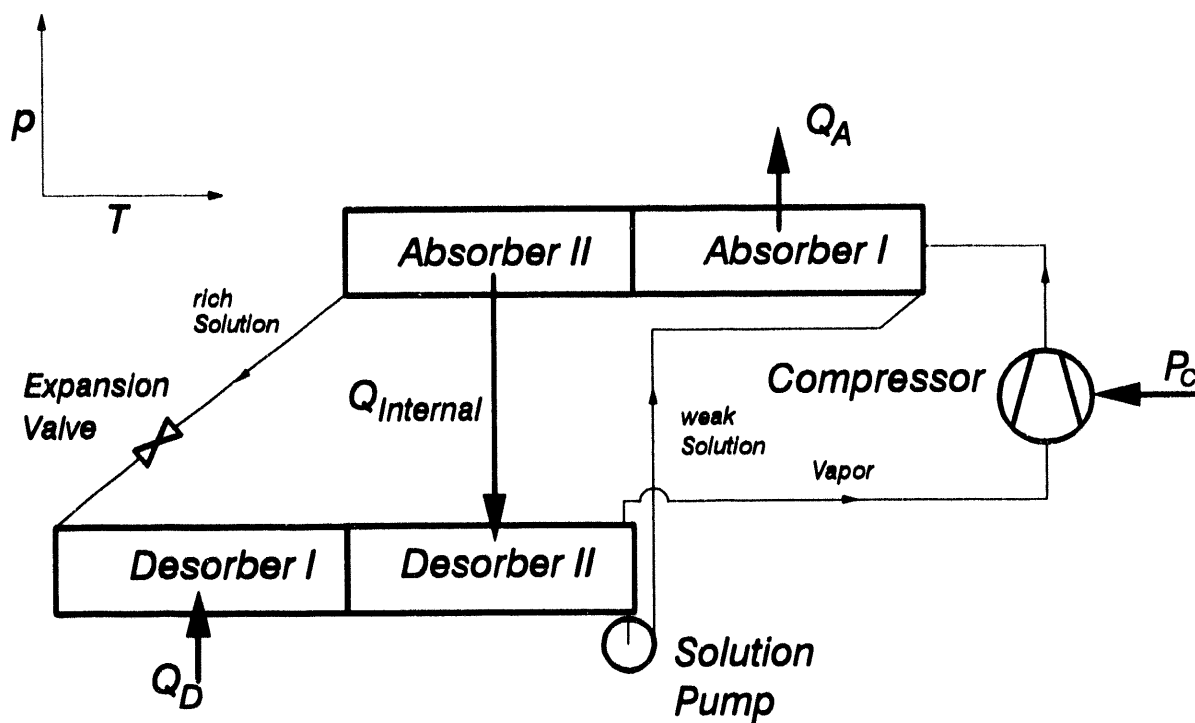 p
T
Q_A
Absorber II
Absorber I
rich
Solution
Expansion
Valve
Q_Internal
Compressor
P_C
weak
Solution
Vapor
Desorber I
Desorber II
Q_D
Solution
Pump